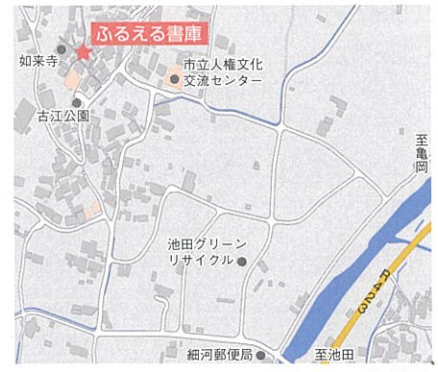 ふるえる書庫
如来寺
市立人権文化
交流センター
古江公園
至亀岡
池田グリーン
リサイクル
R423
細河郵便局
至池田